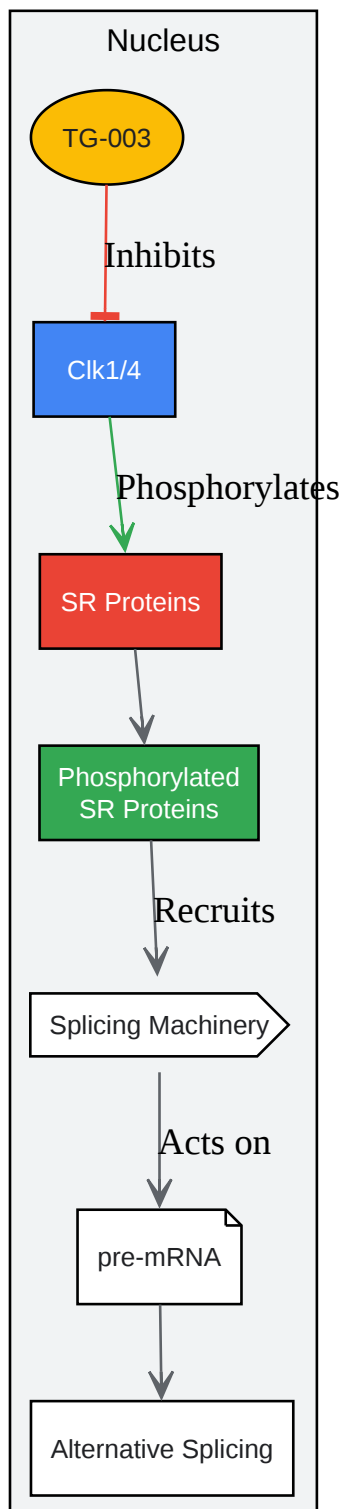 Nucleus
TG-003
Inhibits
Clk1/4
Phosphorylates
SR Proteins
Phosphorylated
SR Proteins
Recruits
Splicing Machinery
Acts on
pre-mRNA
Alternative Splicing